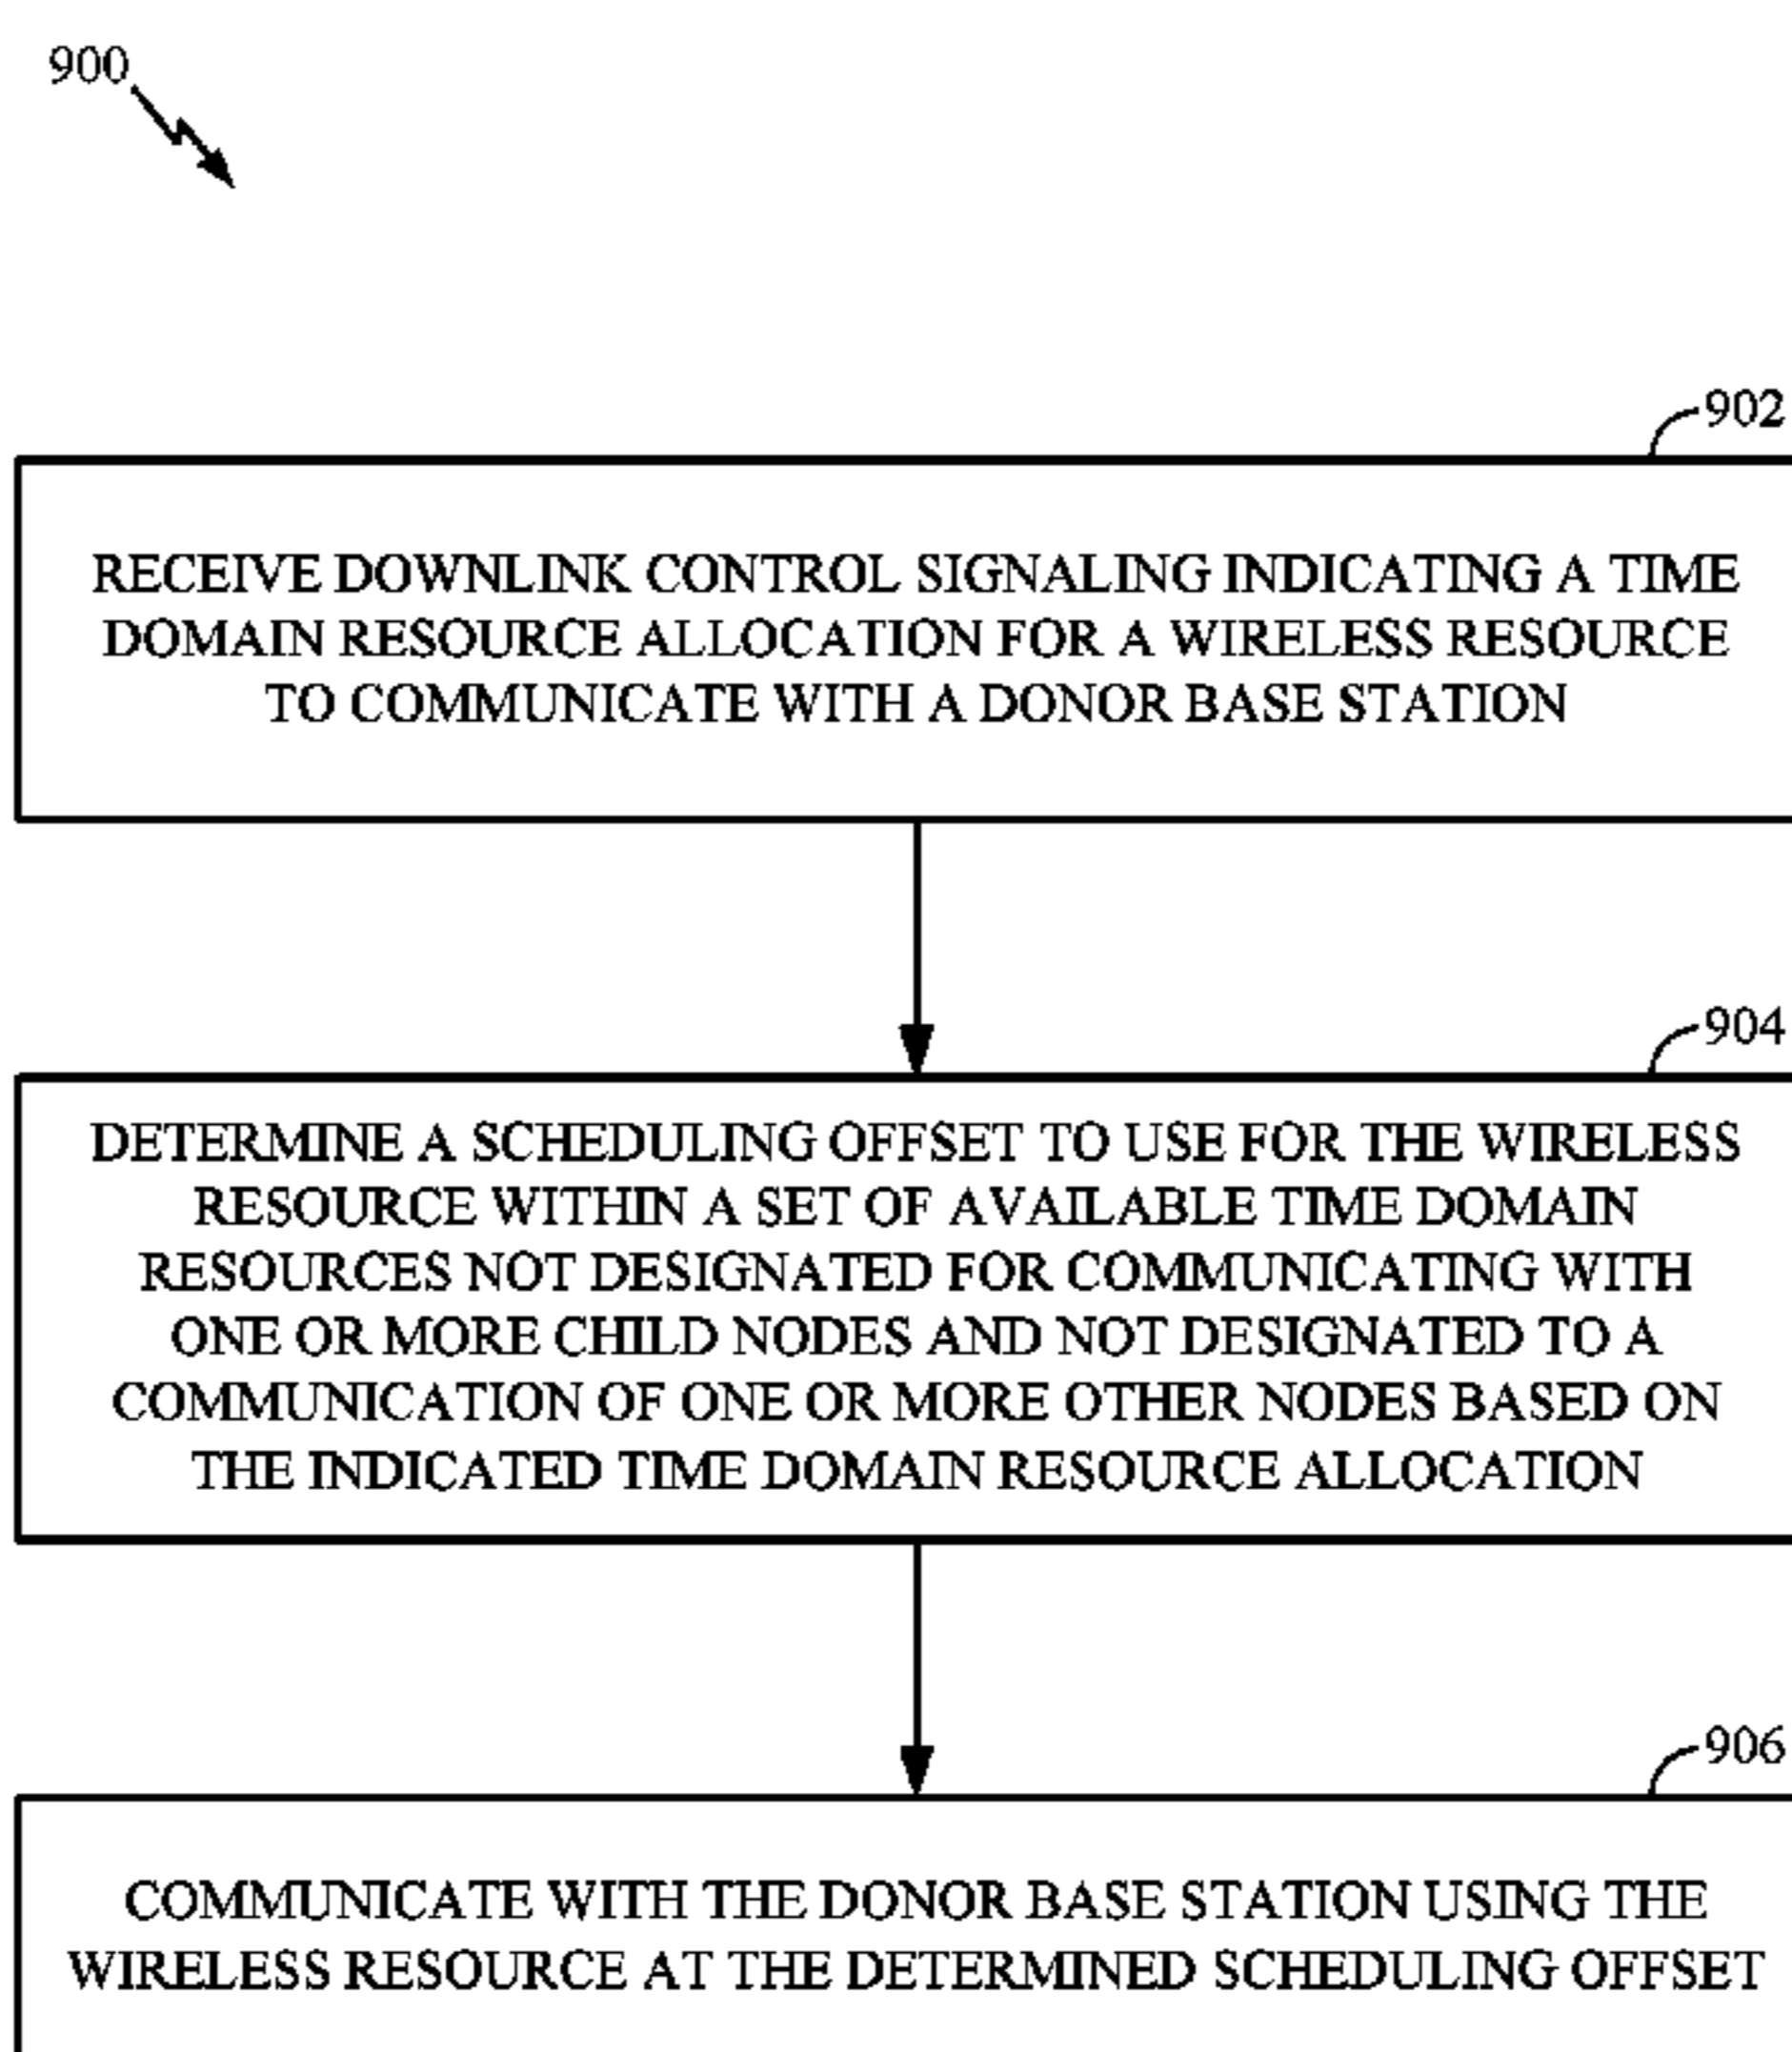 900
902
RECEIVE DOWNLINK CONTROL SIGNALING INDICATING A TIME
DOMAIN RESOURCE ALLOCATION FOR A WIRELESS RESOURCE
TO COMMUNICATE WITH A DONOR BASE STATION
904
DETERMINE A SCHEDULING OFFSET TO USE FOR THE WIRELESS
RESOURCE WITHIN A SET OF AVAILABLE TIME DOMAIN
RESOURCES NOT DESIGNATED FOR COMMUNICATING WITH
ONE OR MORE CHILD NODES AND NOT DESIGNATED TO A
COMMUNICATION OF ONE OR MORE OTHER NODES BASED ON
THE INDICATED TIME DOMAIN RESOURCE ALLOCATION
906
COMMUNICATE WITH THE DONOR BASE STATION USING THE
WIRELESS RESOURCE AT THE DETERMINED SCHEDULING OFFSET